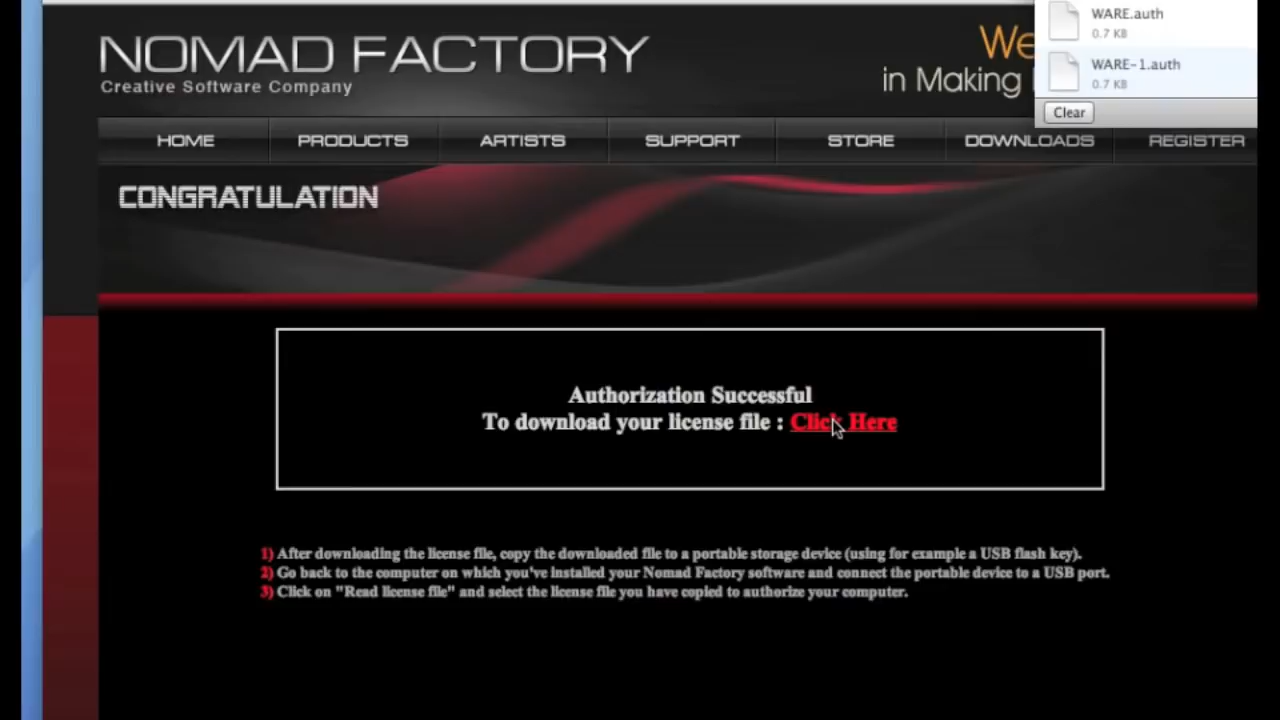 NOMAD FACTORY
Creative Software Company
We
in Making
WARE.auth
0.7 KB
WARE-1.auth
0.7 KB
Clear
HOME PRODUCTS ARTISTS SUPPORT STORE DOWNLOADS REGISTER
CONGRATULATION
Authorization Successful
To download your license file : Click Here
1) After downloading the license file, copy the downloaded file to a portable storage device (using for example a USB flash key).
2) Go back to the computer on which you've installed your Nomad Factory software and connect the portable device to a USB port.
3) Click on "Read license file" and select the license file you have copied to authorize your computer.